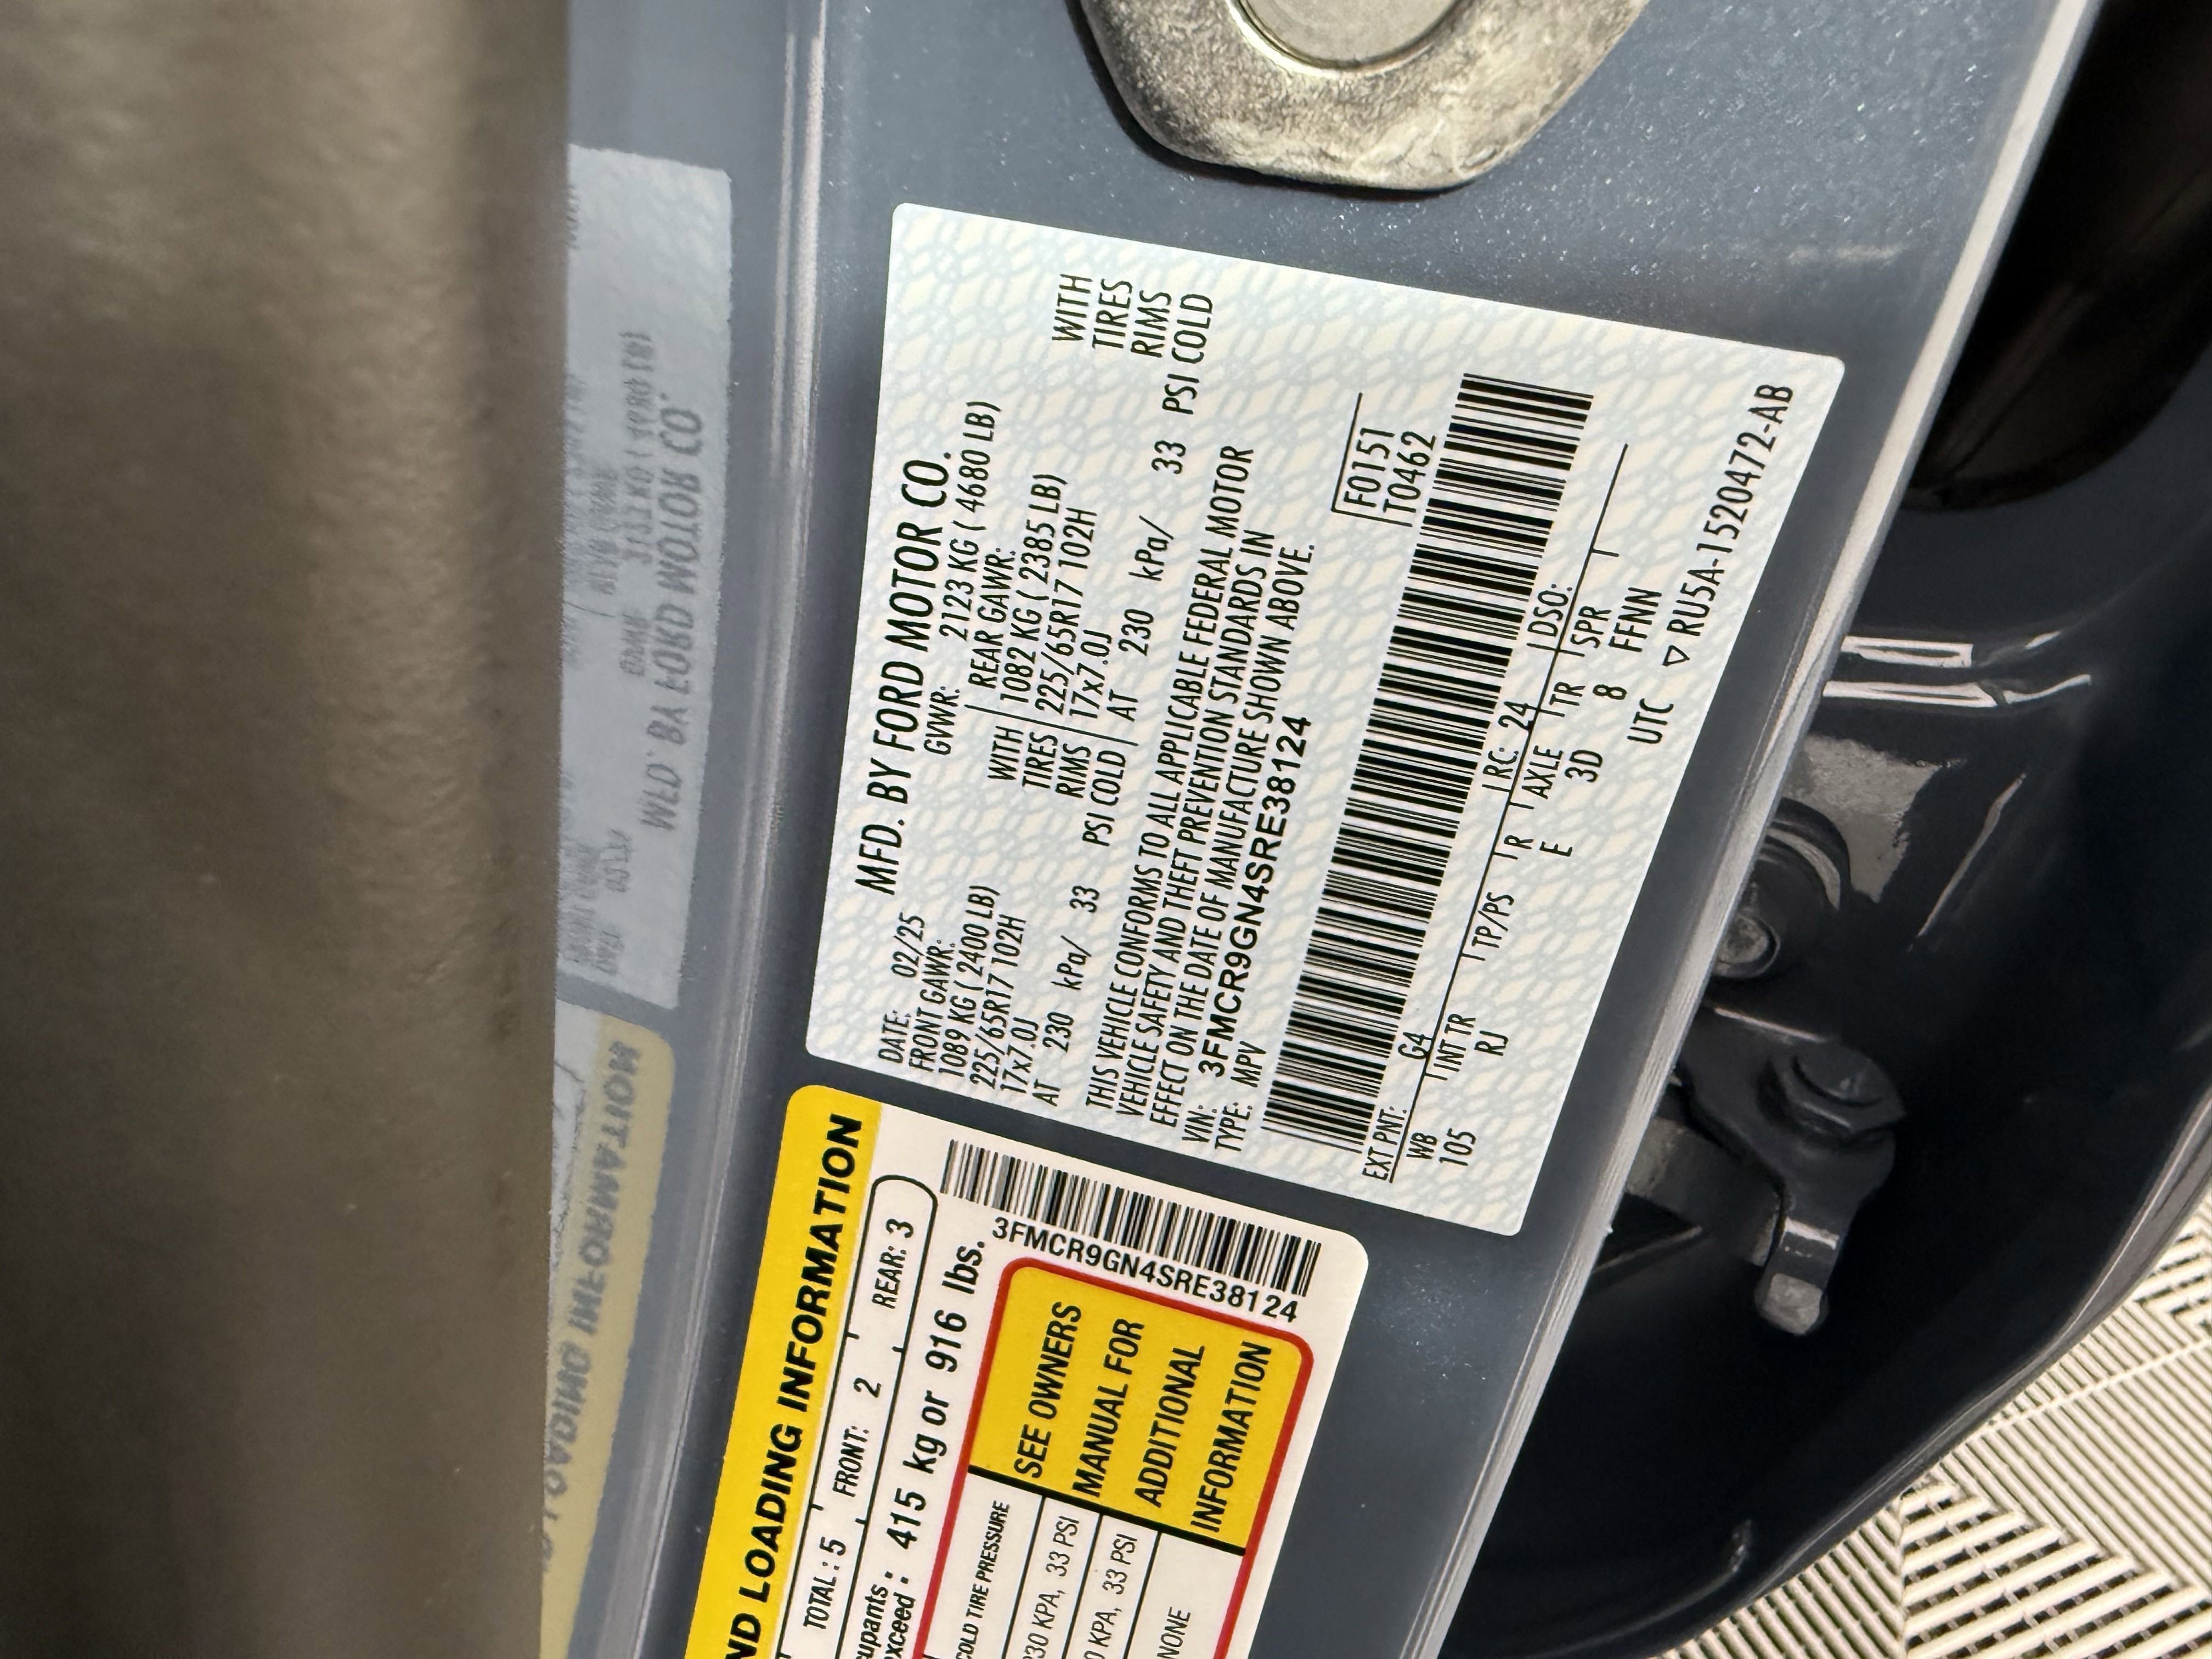 MFD. BY FORD MOTOR CO.
DATE: 02/25 GVWR: 2123 KG ( 4680 LB)
FRONT GAWR: REAR GAWR:
1089 KG ( 2400 LB) WITH 1082 KG ( 2385 LB) WITH
225/65R17 102H TIRES 225/65R17 102H TIRES
17x7.0J RIMS 17x7.0J RIMS
AT 230 kPa/ 33 PSI COLD AT 230 kPa/ 33 PSI COLD
THIS VEHICLE CONFORMS TO ALL APPLICABLE FEDERAL MOTOR
VEHICLE SAFETY AND THEFT PREVENTION STANDARDS IN
EFFECT ON THE DATE OF MANUFACTURE SHOWN ABOVE.
VIN: 3FMCR9GN4SRE38124
TYPE: MPV
F0151
T0462
EXT PNT: G4 RC: 24 DSO:
WB INT TR TP/PS R AXLE TR SPR
105 RJ E 3D 8 FFNN
UTC ▽ RU5A-1520472-AB
ND LOADING INFORMATION
TOTAL: 5 FRONT: 2 REAR: 3
upants
xceed : 415 kg or 916 lbs.
3FMCR9GN4SRE38124
COLD TIRE PRESSURE
230 KPA, 33 PSI
0 KPA, 33 PSI
NONE
SEE OWNERS
MANUAL FOR
ADDITIONAL
INFORMATION